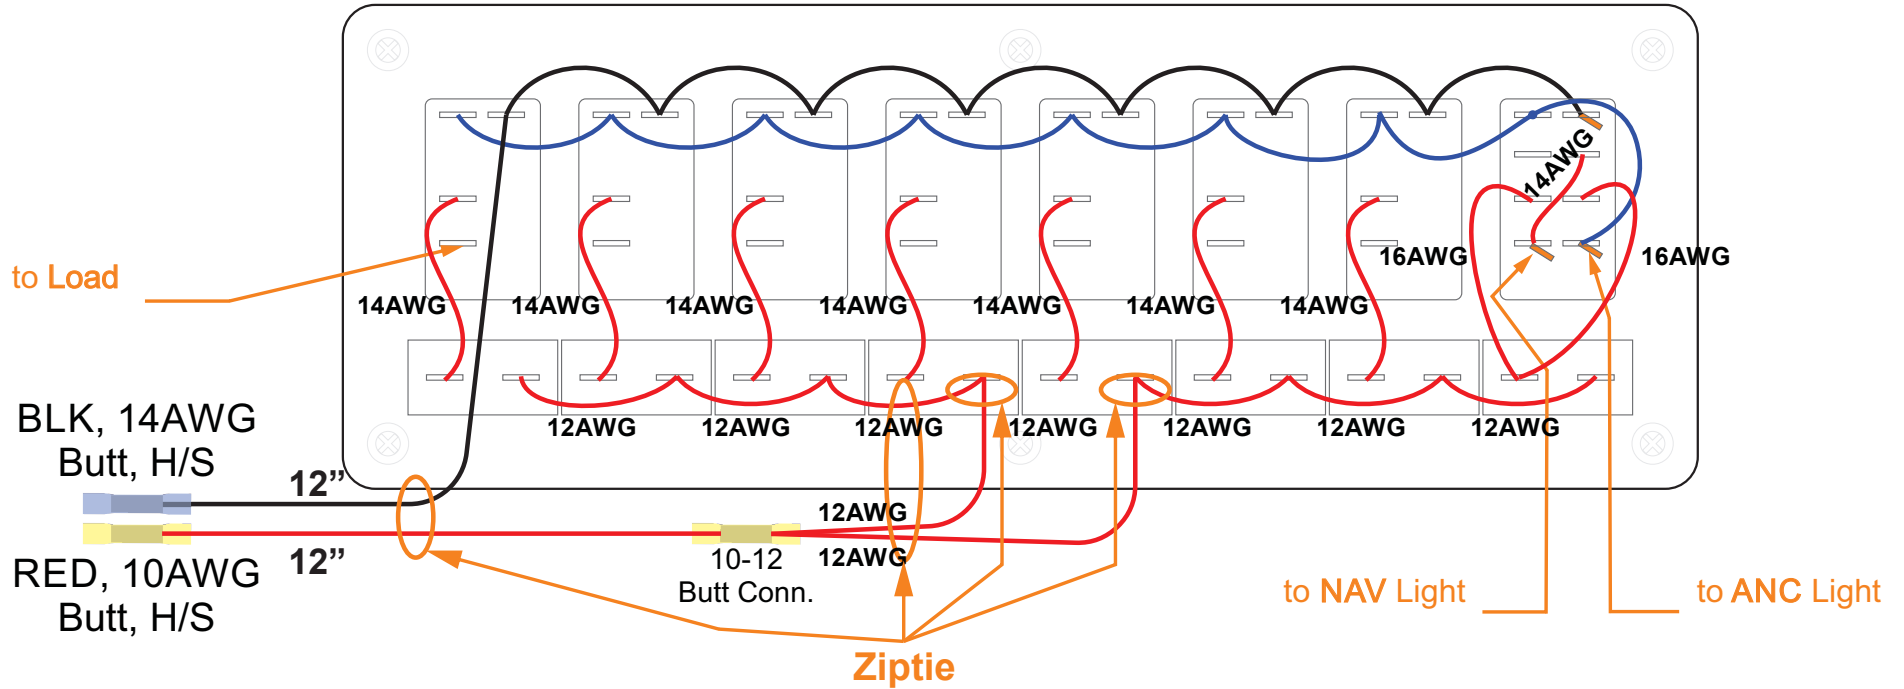 14AWG
to Load
16AWG
16AWG
14AWG
14AWG
14AWG
14AWG
14AWG
14AWG
14AWG
BLK, 14AWG
Butt, H/S
12AWG
12AWG
12AWG
12AWG
12AWG
12AWG
12AWG
12”
12AWG
12”
12AWG
10-12
Butt Conn.
RED, 10AWG
Butt, H/S
to NAV Light
to ANC Light
Ziptie